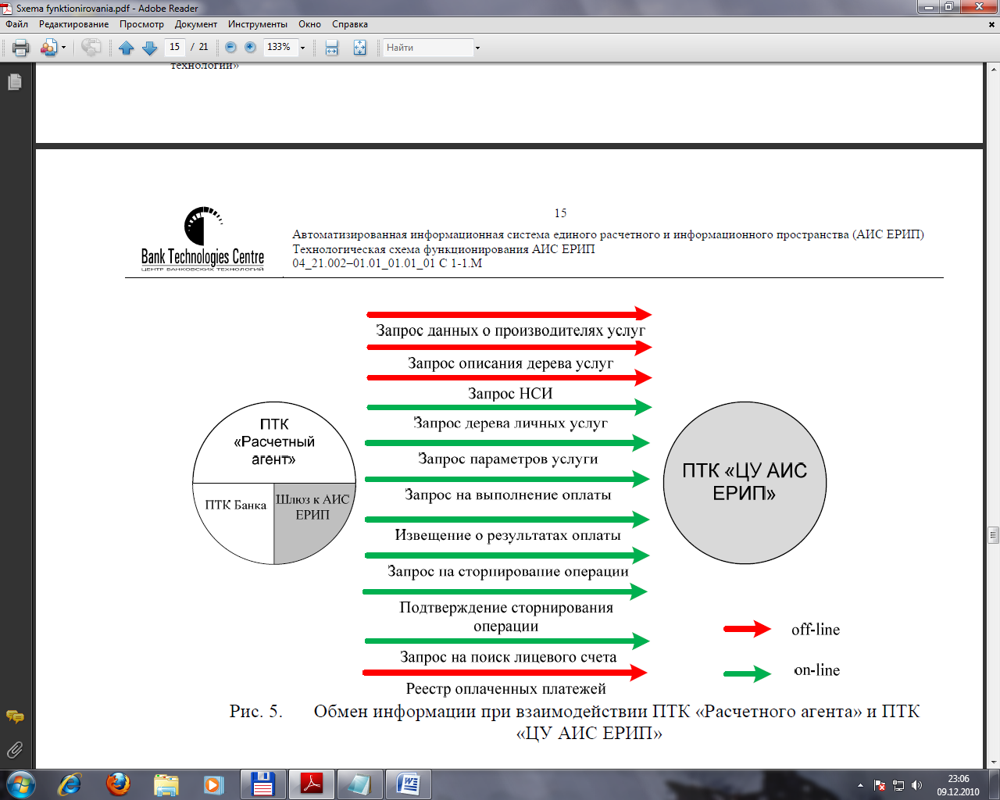 Sxema fynktionirovania.pdf - Adobe Reader
Файл Редактирование Просмотр Документ Инструменты Окно Справка
15 / 21 133% Найти
технологий»
15
Автоматизированная информационная система единого расчетного и информационного пространства (АИС ЕРИП)
Технологическая схема функционирования АИС ЕРИП
04_21.002–01.01_01.01_01 С 1-1.М
Bank Technologies Centre
ЦЕНТР БАНКОВСКИХ ТЕХНОЛОГИЙ
Запрос данных о производителях услуг
Запрос описания дерева услуг
Запрос НСИ
Запрос дерева личных услуг
Запрос параметров услуги
Запрос на выполнение оплаты
Извещение о результатах оплаты
Запрос на сторнирование операции
Подтверждение сторнирования
операции
Запрос на поиск лицевого счета
Реестр оплаченных платежей
ПТК
«Расчетный
агент»
ПТК Банка
Шлюз к АИС
ЕРИП
ПТК «ЦУ АИС
ЕРИП»
off-line
on-line
Рис. 5. Обмен информации при взаимодействии ПТК «Расчетного агента» и ПТК
«ЦУ АИС ЕРИП»
23:06
09.12.2010